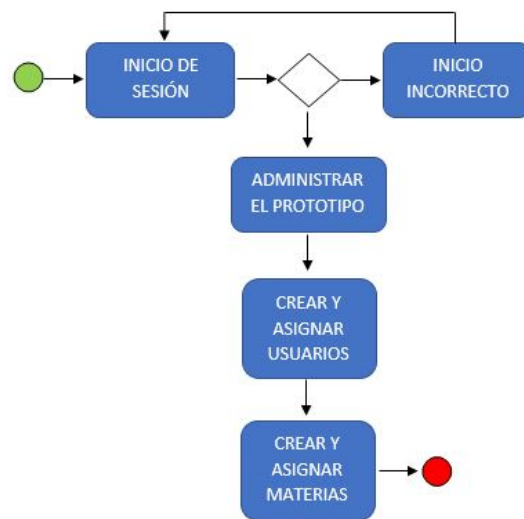 INICIO DE
SESIÓN
INICIO
INCORRECTO
ADMINISTRAR
EL PROTOTIPO
CREAR Y
ASIGNAR
USUARIOS
CREAR Y
ASIGNAR
MATERIAS